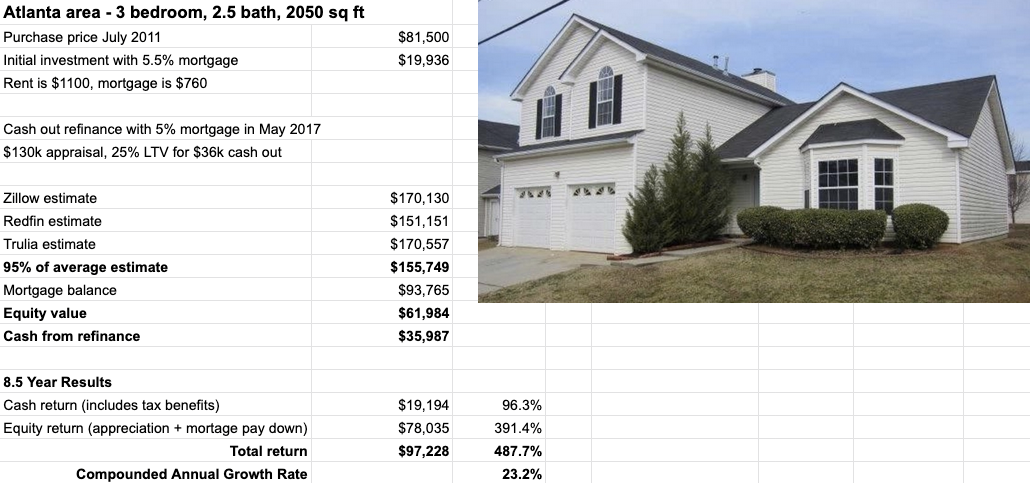 Atlanta area - 3 bedroom, 2.5 bath, 2050 sq ft
Purchase price July 2011 $81,500
Initial investment with 5.5% mortgage $19,936
Rent is $1100, mortgage is $760
Cash out refinance with 5% mortgage in May 2017
$130k appraisal, 25% LTV for $36k cash out
Zillow estimate $170,130
Redfin estimate $151,151
Trulia estimate $170,557
95% of average estimate $155,749
Mortgage balance $93,765
Equity value $61,984
Cash from refinance $35,987
8.5 Year Results
Cash return (includes tax benefits) $19,194 96.3%
Equity return (appreciation + mortage pay down) $78,035 391.4%
Total return $97,228 487.7%
Compounded Annual Growth Rate 23.2%